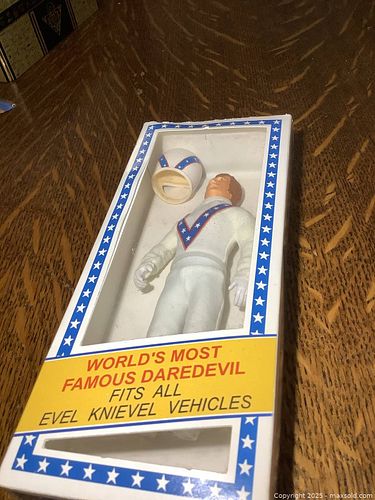 WORLD'S MOST
FAMOUS DAREDEVIL
FITS ALL
EVEL KNIEVEL VEHICLES
Copyright 2025 - maxsold.com